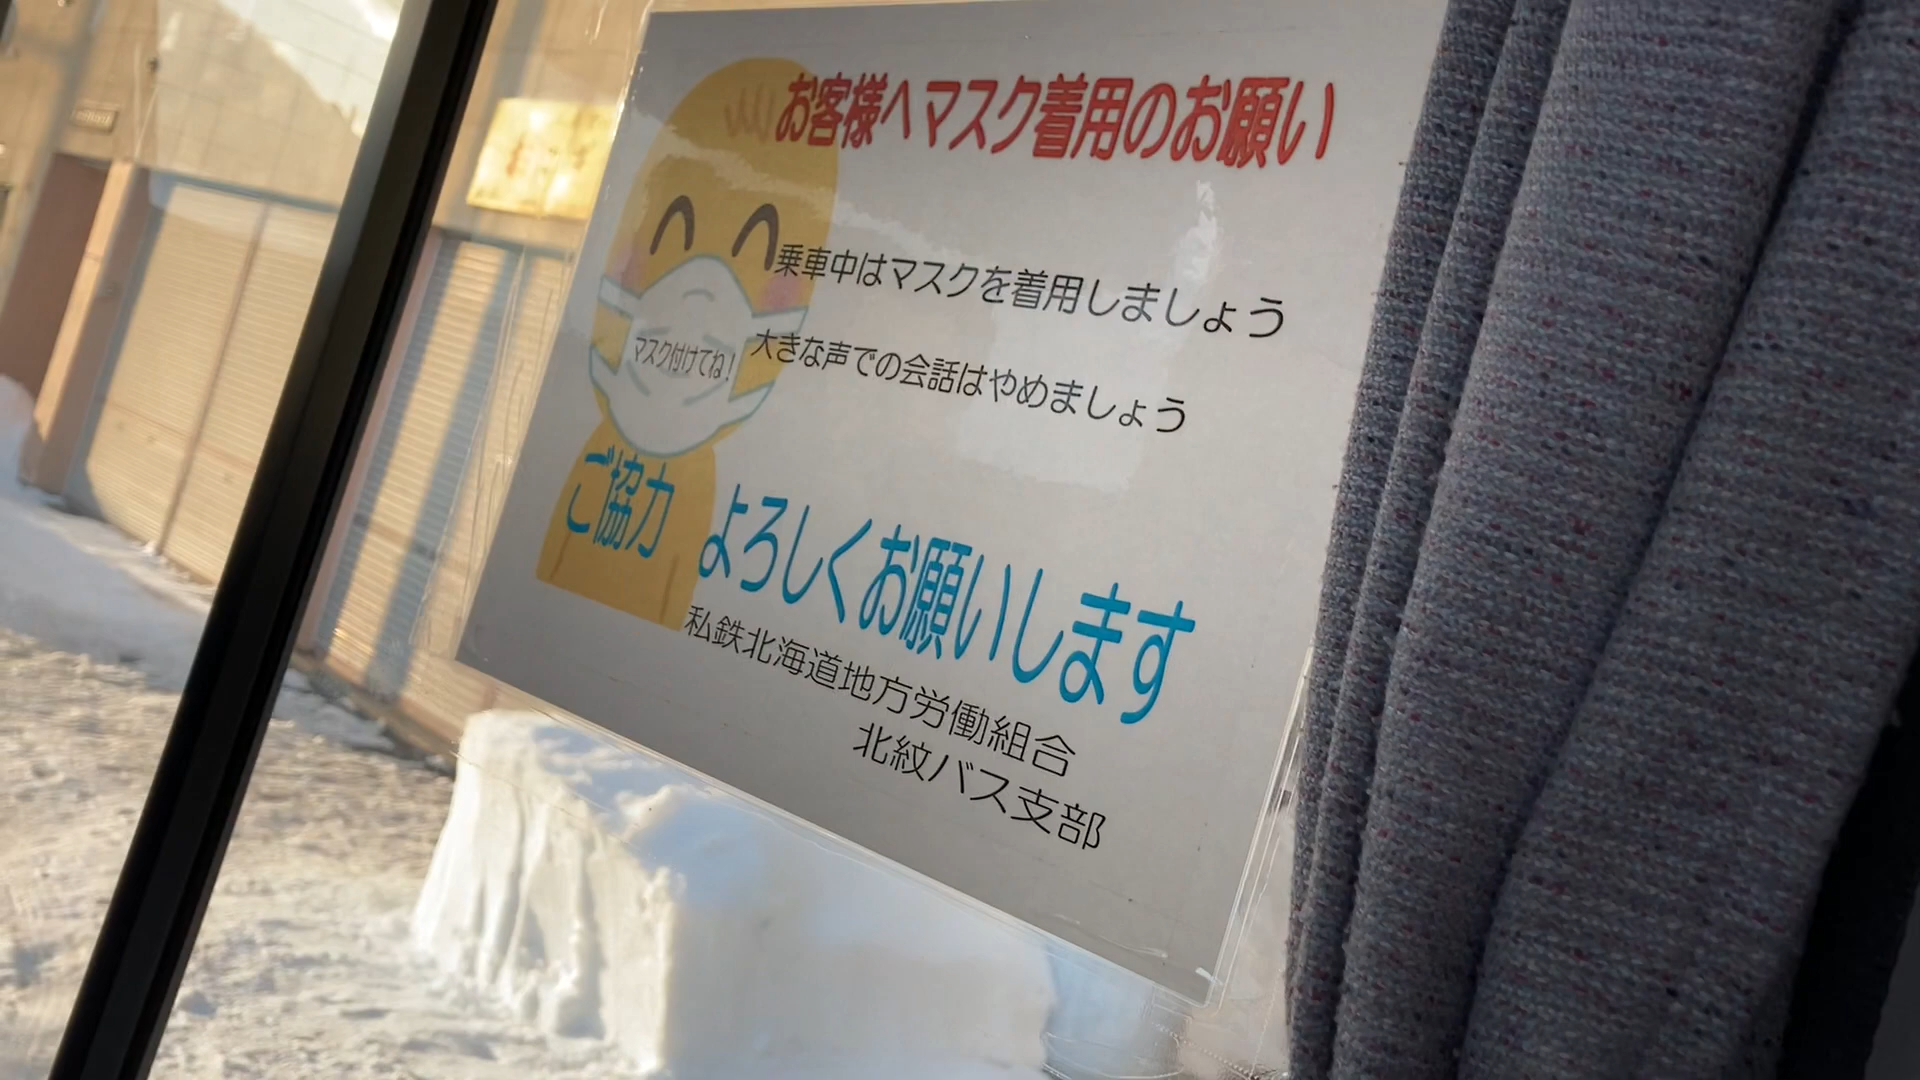 お客様へマスク着用のお願い
乗車中はマスクを着用しましょう
マスク付けてね!
大きな声での会話はやめましょう
ご協力 よろしくお願いします
私鉄北海道地方労働組合
北紋バス支部